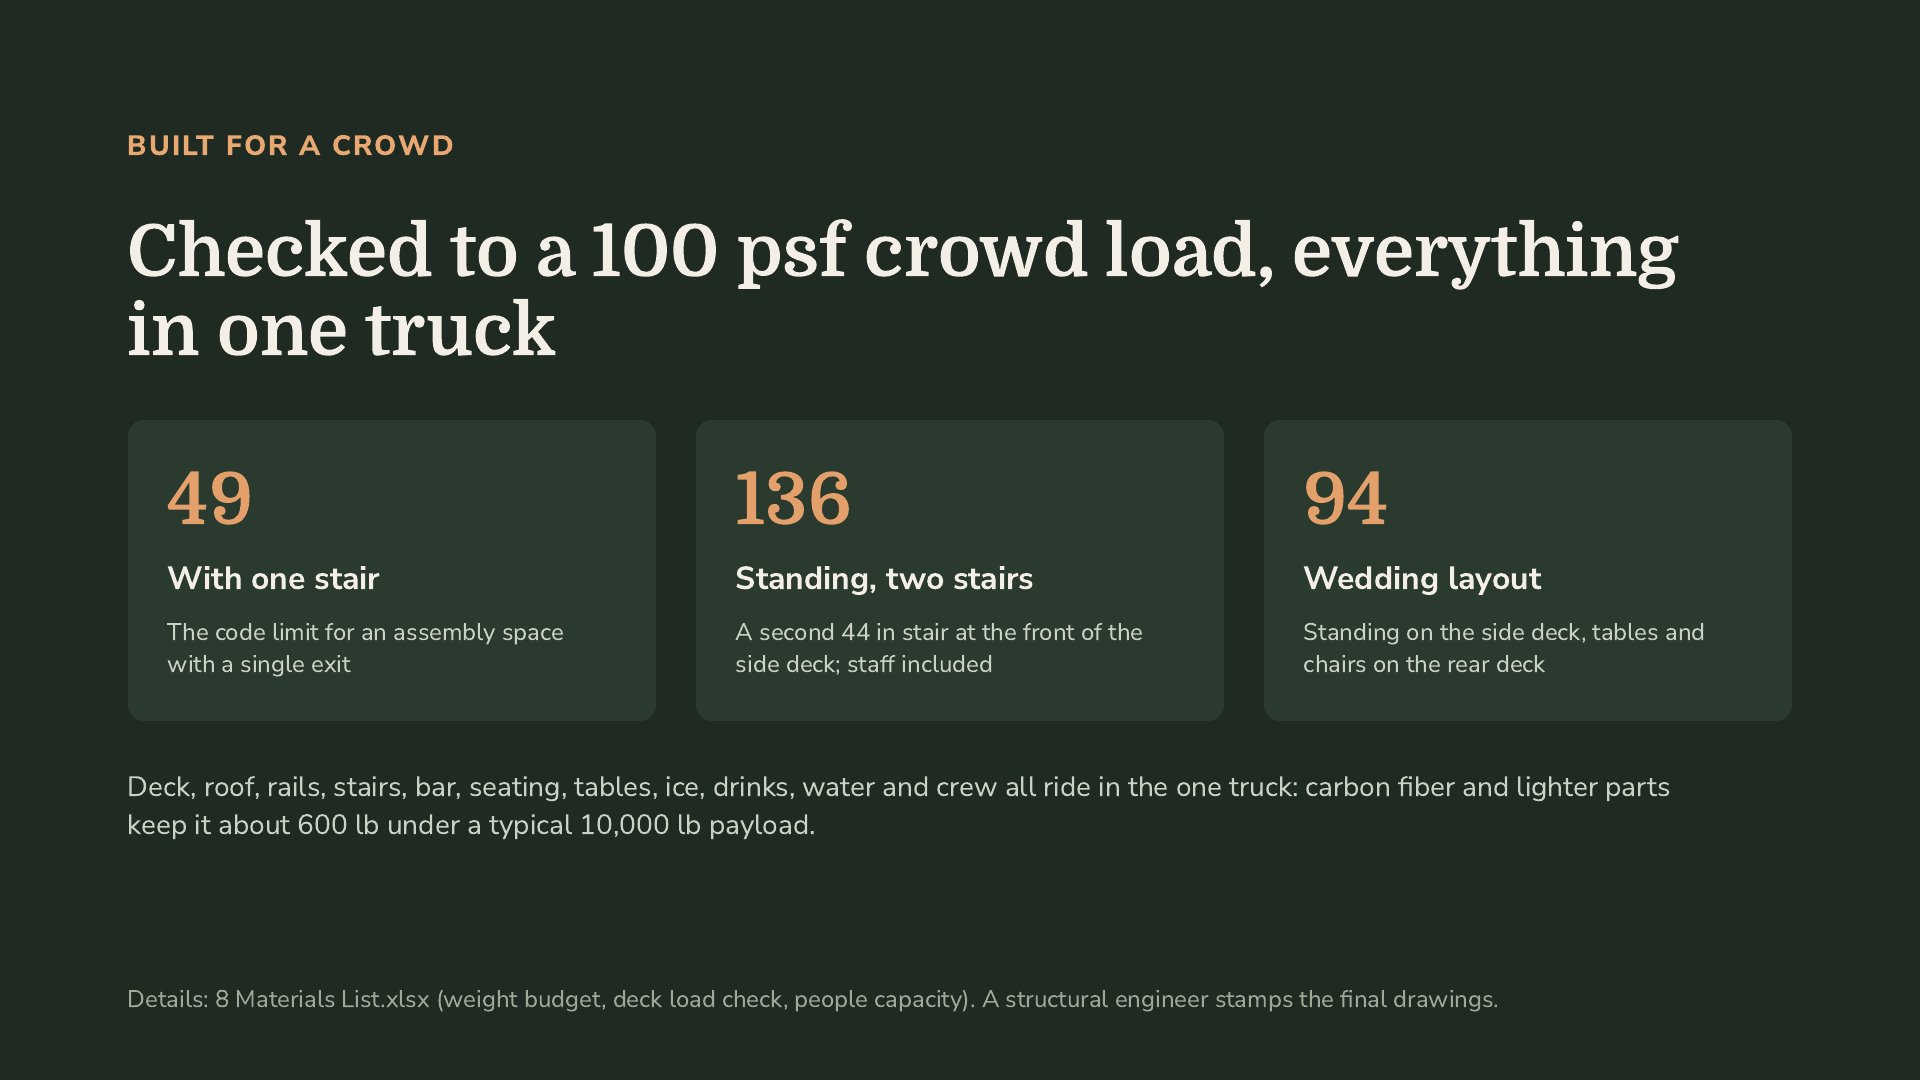 BUILT FOR A CROWD
Checked to a 100 psf crowd load, everything
in one truck
49
With one stair
The code limit for an assembly space
with a single exit
136
Standing, two stairs
A second 44 in stair at the front of the
side deck; staff included
94
Wedding layout
Standing on the side deck, tables and
chairs on the rear deck
Deck, roof, rails, stairs, bar, seating, tables, ice, drinks, water and crew all ride in the one truck: carbon fiber and lighter parts
keep it about 600 lb under a typical 10,000 lb payload.
Details: 8 Materials List.xlsx (weight budget, deck load check, people capacity). A structural engineer stamps the final drawings.